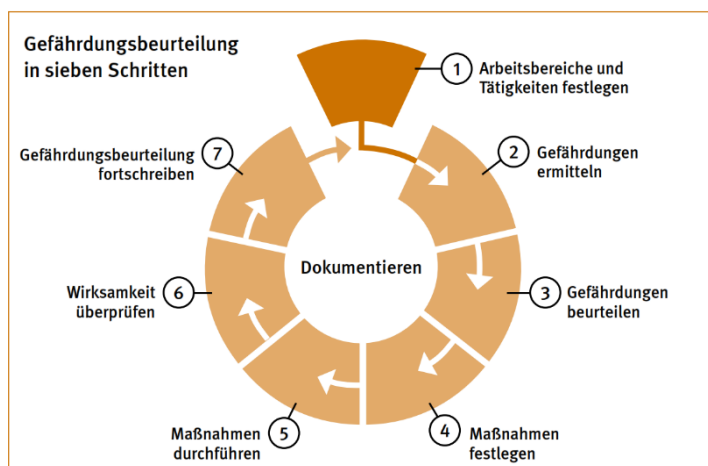 Gefährdungsbeurteilung
in sieben Schritten
1
Arbeitsbereiche und
Tätigkeiten festlegen
2
Gefährdungen
ermitteln
3
Gefährdungen
beurteilen
4
Maßnahmen
festlegen
5
Maßnahmen
durchführen
6
Wirksamkeit
überprüfen
7
Gefährdungsbeurteilung
fortschreiben
Dokumentieren